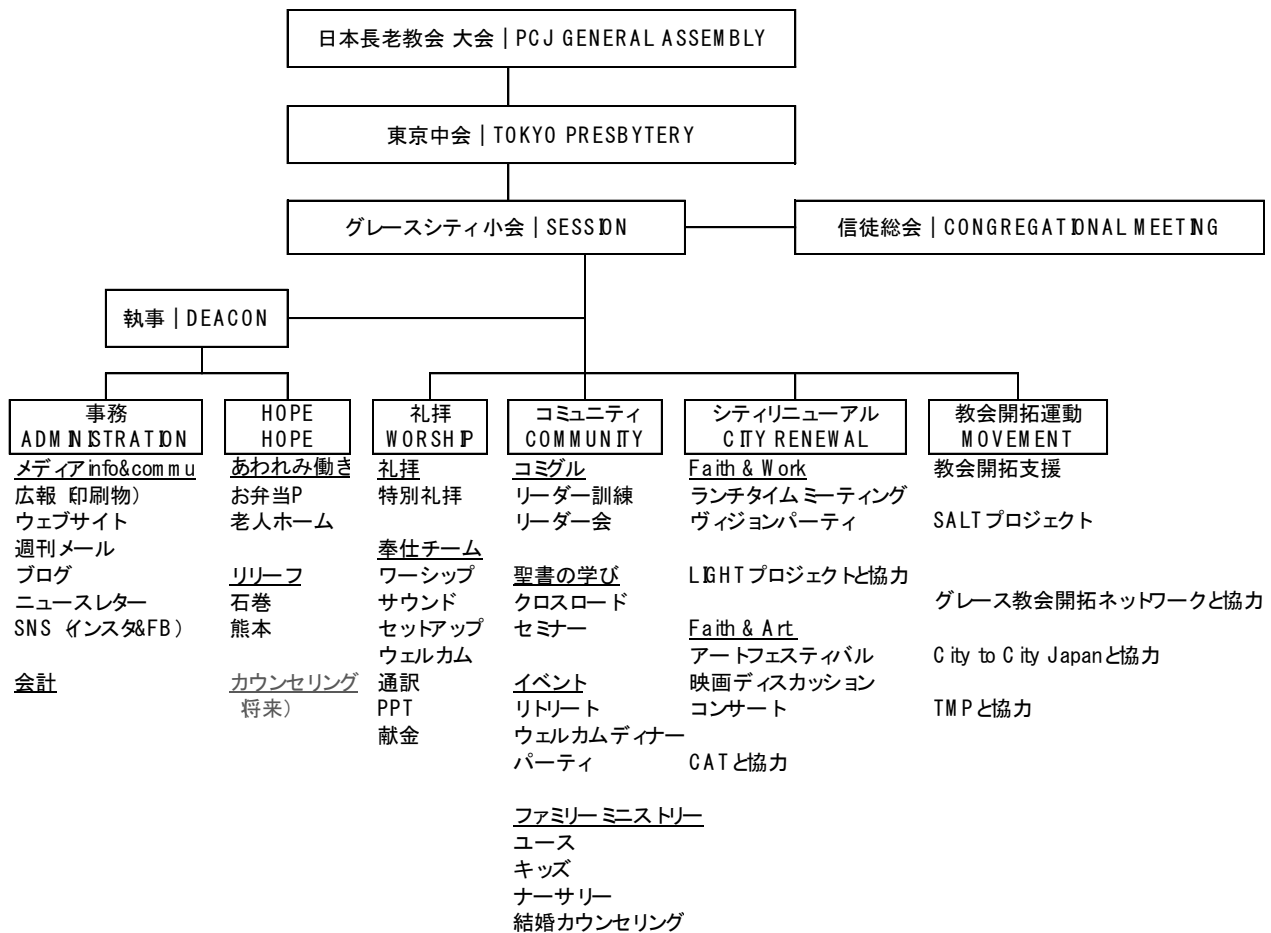 日本長老教会 大会 | PCJ GENERAL ASSEMBLY
東京中会 | TOKYO PRESBYTERY
グレースシティ小会 | SESSION
信徒総会 | CONGREGATIONAL MEETING
執事 | DEACON
事務
ADMINISTRATION
メディアinfo&commu
広報（印刷物）
ウェブサイト
週刊メール
ブログ
ニュースレター
SNS（インスタ&FB）
会計
HOPE
HOPE
あわれみ働き
お弁当P
老人ホーム
リリーフ
石巻
熊本
カウンセリング
（将来）
礼拝
WORSHIP
礼拝
特別礼拝
奉仕チーム
ワーシップ
サウンド
セットアップ
ウェルカム
通訳
PPT
献金
コミュニティ
COMMUNITY
コミグル
リーダー訓練
リーダー会
聖書の学び
クロスロード
セミナー
イベント
リトリート
ウェルカムディナー
パーティ
ファミリーミニストリー
ユース
キッズ
ナーサリー
結婚カウンセリング
シティリニューアル
CITY RENEWAL
Faith & Work
ランチタイムミーティング
ヴィジョンパーティ
LIGHTプロジェクトと協力
Faith & Art
アートフェスティバル
映画ディスカッション
コンサート
CATと協力
教会開拓運動
MOVEMENT
教会開拓支援
SALTプロジェクト
グレース教会開拓ネットワークと協力
City to City Japanと協力
TMPと協力